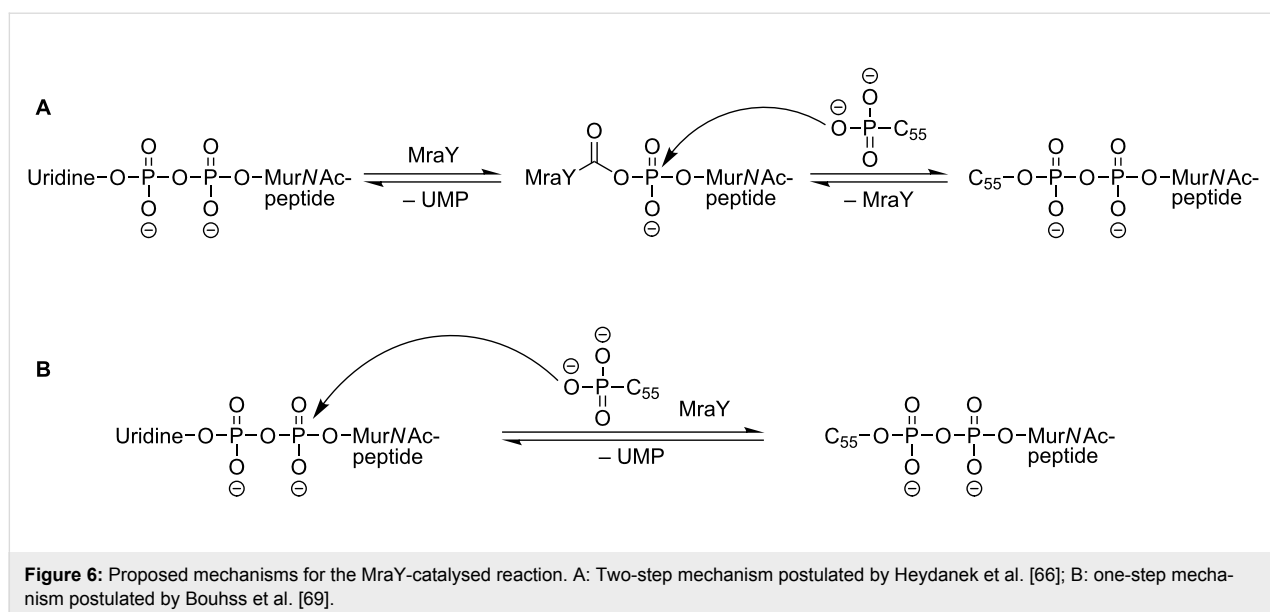 A
Uridine–O–P–O–P–O–MurNAc-peptide
O O
O O
⊖ ⊖
MraY
– UMP
O
MraY
O–P–O–MurNAc-peptide
O
O
⊖
⊖
O
⊖
O–P–C55
O
– MraY
C55–O–P–O–P–O–MurNAc-peptide
O O
O O
⊖ ⊖
B
Uridine–O–P–O–P–O–MurNAc-peptide
O O
O O
⊖ ⊖
⊖
O
⊖
O–P–C55
O
MraY
– UMP
C55–O–P–O–P–O–MurNAc-peptide
O O
O O
⊖ ⊖
Figure 6: Proposed mechanisms for the MraY-catalysed reaction. A: Two-step mechanism postulated by Heydanek et al. [66]; B: one-step mecha-
nism postulated by Bouhss et al. [69].